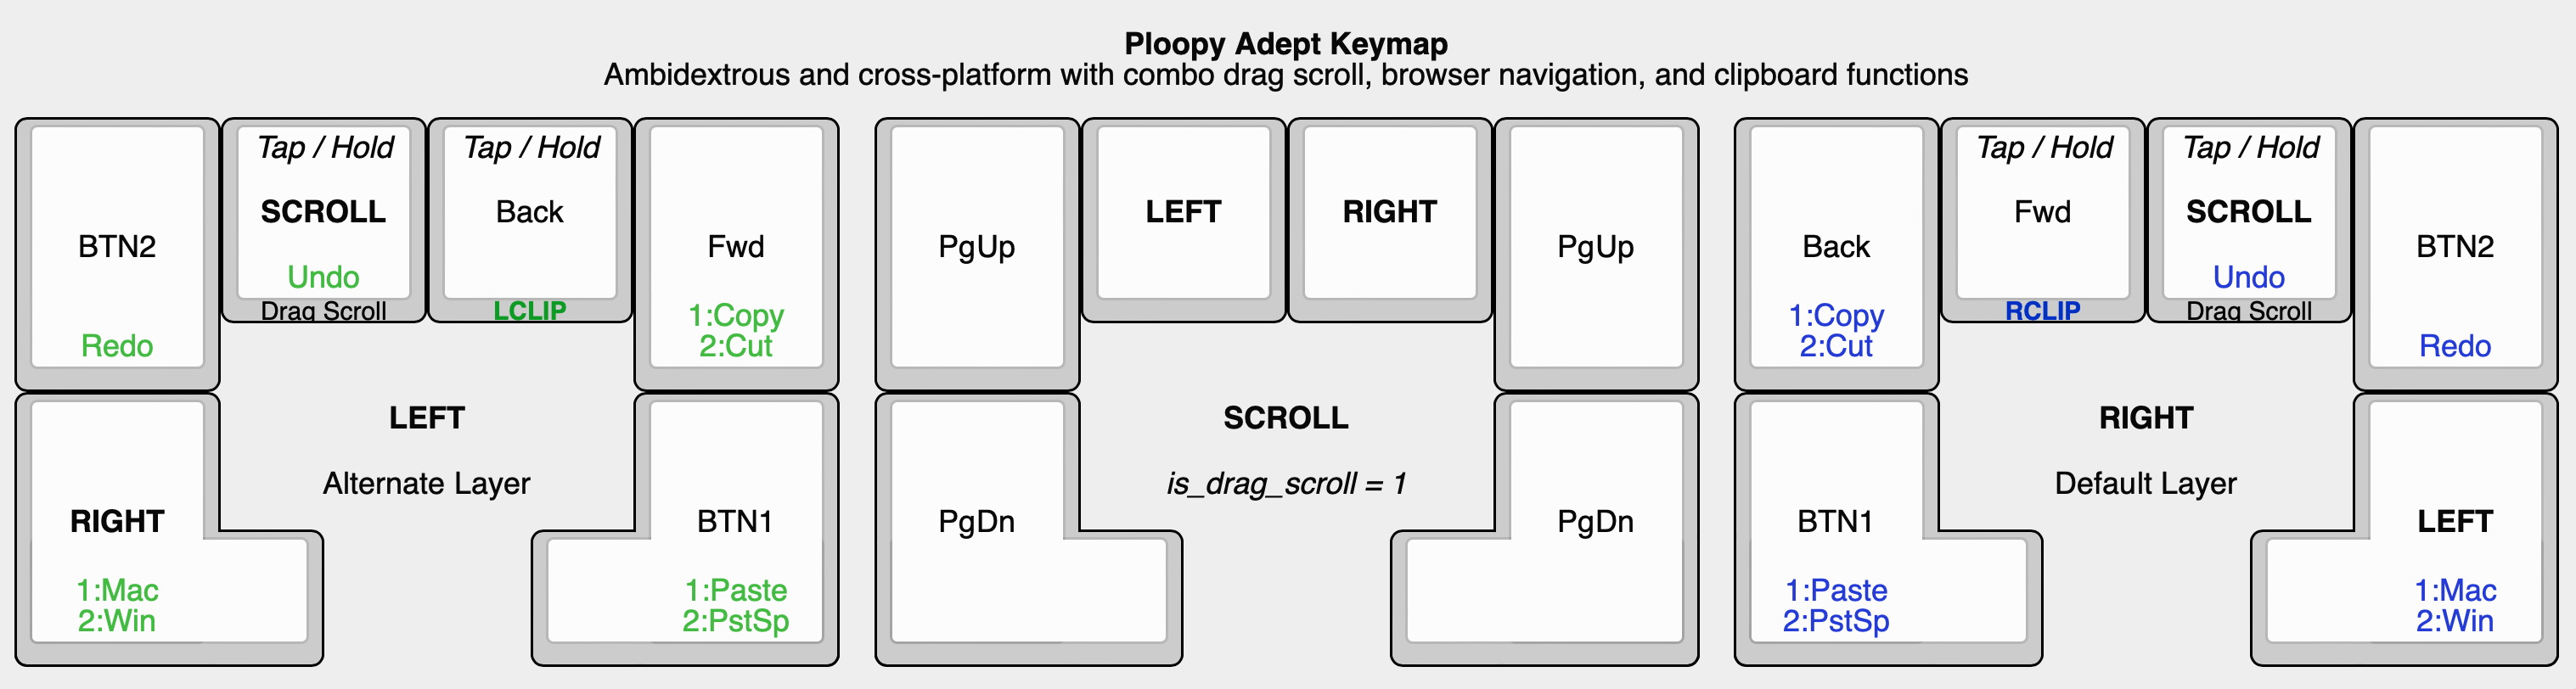 Ploopy Adept Keymap
Ambidextrous and cross-platform with combo drag scroll, browser navigation, and clipboard functions
BTN2
Redo
Tap / Hold
SCROLL
Undo
Drag Scroll
Tap / Hold
Back
LCLIP
Fwd
1:Copy
2:Cut
LEFT
Alternate Layer
RIGHT
1:Mac
2:Win
BTN1
1:Paste
2:PstSp
PgUp
LEFT
RIGHT
PgUp
SCROLL
is_drag_scroll = 1
PgDn
PgDn
Back
1:Copy
2:Cut
Tap / Hold
Fwd
RCLIP
Tap / Hold
SCROLL
Undo
Drag Scroll
BTN2
Redo
RIGHT
Default Layer
BTN1
1:Paste
2:PstSp
LEFT
1:Mac
2:Win